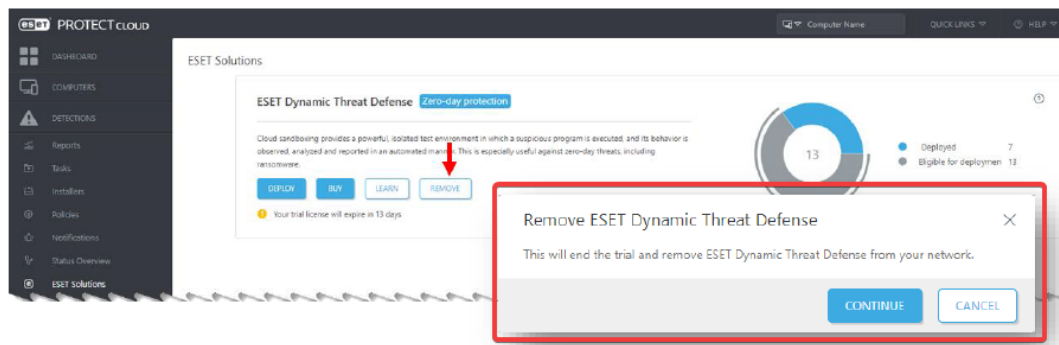 eset PROTECT CLOUD
Computer Name
QUICK LINKS
HELP
DASHBOARD
COMPUTERS
DETECTIONS
Reports
Tasks
Installers
Policies
Notifications
Status Overview
ESET Solutions
ESET Solutions
ESET Dynamic Threat Defense Zero-day protection
Cloud sandboxing provides a powerful, isolated test environment in which a suspicious program is executed, and its behavior is
observed, analyzed and reported in an automated manner. This is especially useful against zero-day threats, including
ransomware.
DEPLOY BUY LEARN REMOVE
Your trial license will expire in 13 days
13
Deployed 7
Eligible for deploymen 13
Remove ESET Dynamic Threat Defense
This will end the trial and remove ESET Dynamic Threat Defense from your network.
CONTINUE CANCEL